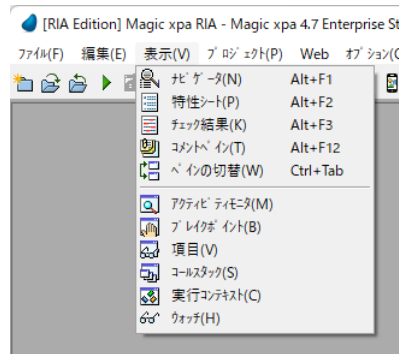 [RIA Edition] Magic xpa RIA - Magic xpa 4.7 Enterprise St
ﾌｧｲﾙ(F) 編集(E) 表示(V) ﾌﾟﾛｼﾞｪｸﾄ(P) Web ｵﾌﾟｼｮﾝ(O
ﾅﾋﾞｹﾞｰﾀ(N) Alt+F1
特性ｼｰﾄ(P) Alt+F2
ﾁｪｯｸ結果(K) Alt+F3
ｺﾒﾝﾄﾍﾟｲﾝ(T) Alt+F12
ﾍﾟｲﾝの切替(W) Ctrl+Tab
ｱｸﾃｨﾋﾞﾃｨﾓﾆﾀ(M)
ﾌﾞﾚｲｸﾎﾟｲﾝﾄ(B)
項目(V)
ｺｰﾙｽﾀｯｸ(S)
実行ｺﾝﾃｷｽﾄ(C)
ｳｫｯﾁ(H)